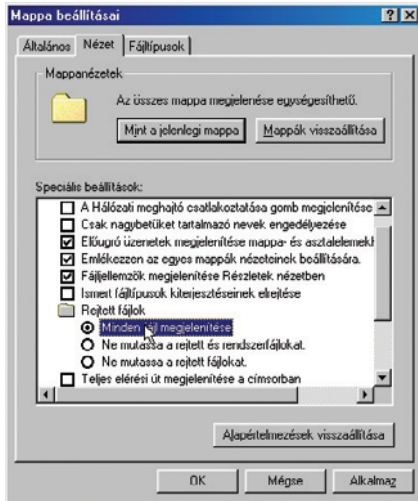 Mappa beállításai
Általános Nézet Fájltípusok
Mappanézetek
Az összes mappa megjelenése egységesíthető.
Mint a jelenlegi mappa Mappák visszaállítása
Speciális beállítások:
A Hálózati meghajtó csatlakoztatása gomb megjelenítése
Csak nagybetűket tartalmazó nevek engedélyezése
Előugró üzenetek megjelenítése mappa- és asztalelemekh
Emlékezzen az egyes mappák nézeteinek beállítására.
Fájljellemzők megjelenítése Részletek nézetben
Ismert fájltípusok kiterjesztéseinek elrejtése
Rejtett fájlok
Minden fájl megjelenítése
Ne mutassa a rejtett és rendszerfájlokat.
Ne mutassa a rejtett fájlokat.
Teljes elérési út megjelenítése a címsorban
Alapértelmezések visszaállítása
OK Mégse Alkalmaz